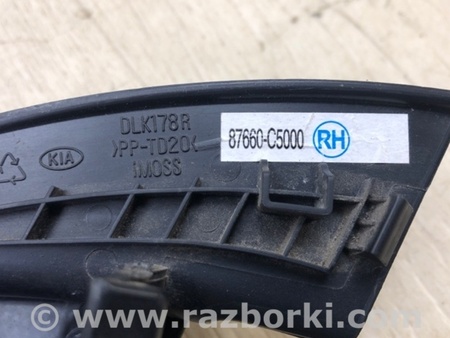 DLK178R
>PP-TD20<
IMOSS
KIA
87660-C5000
RH
www.razborki.com